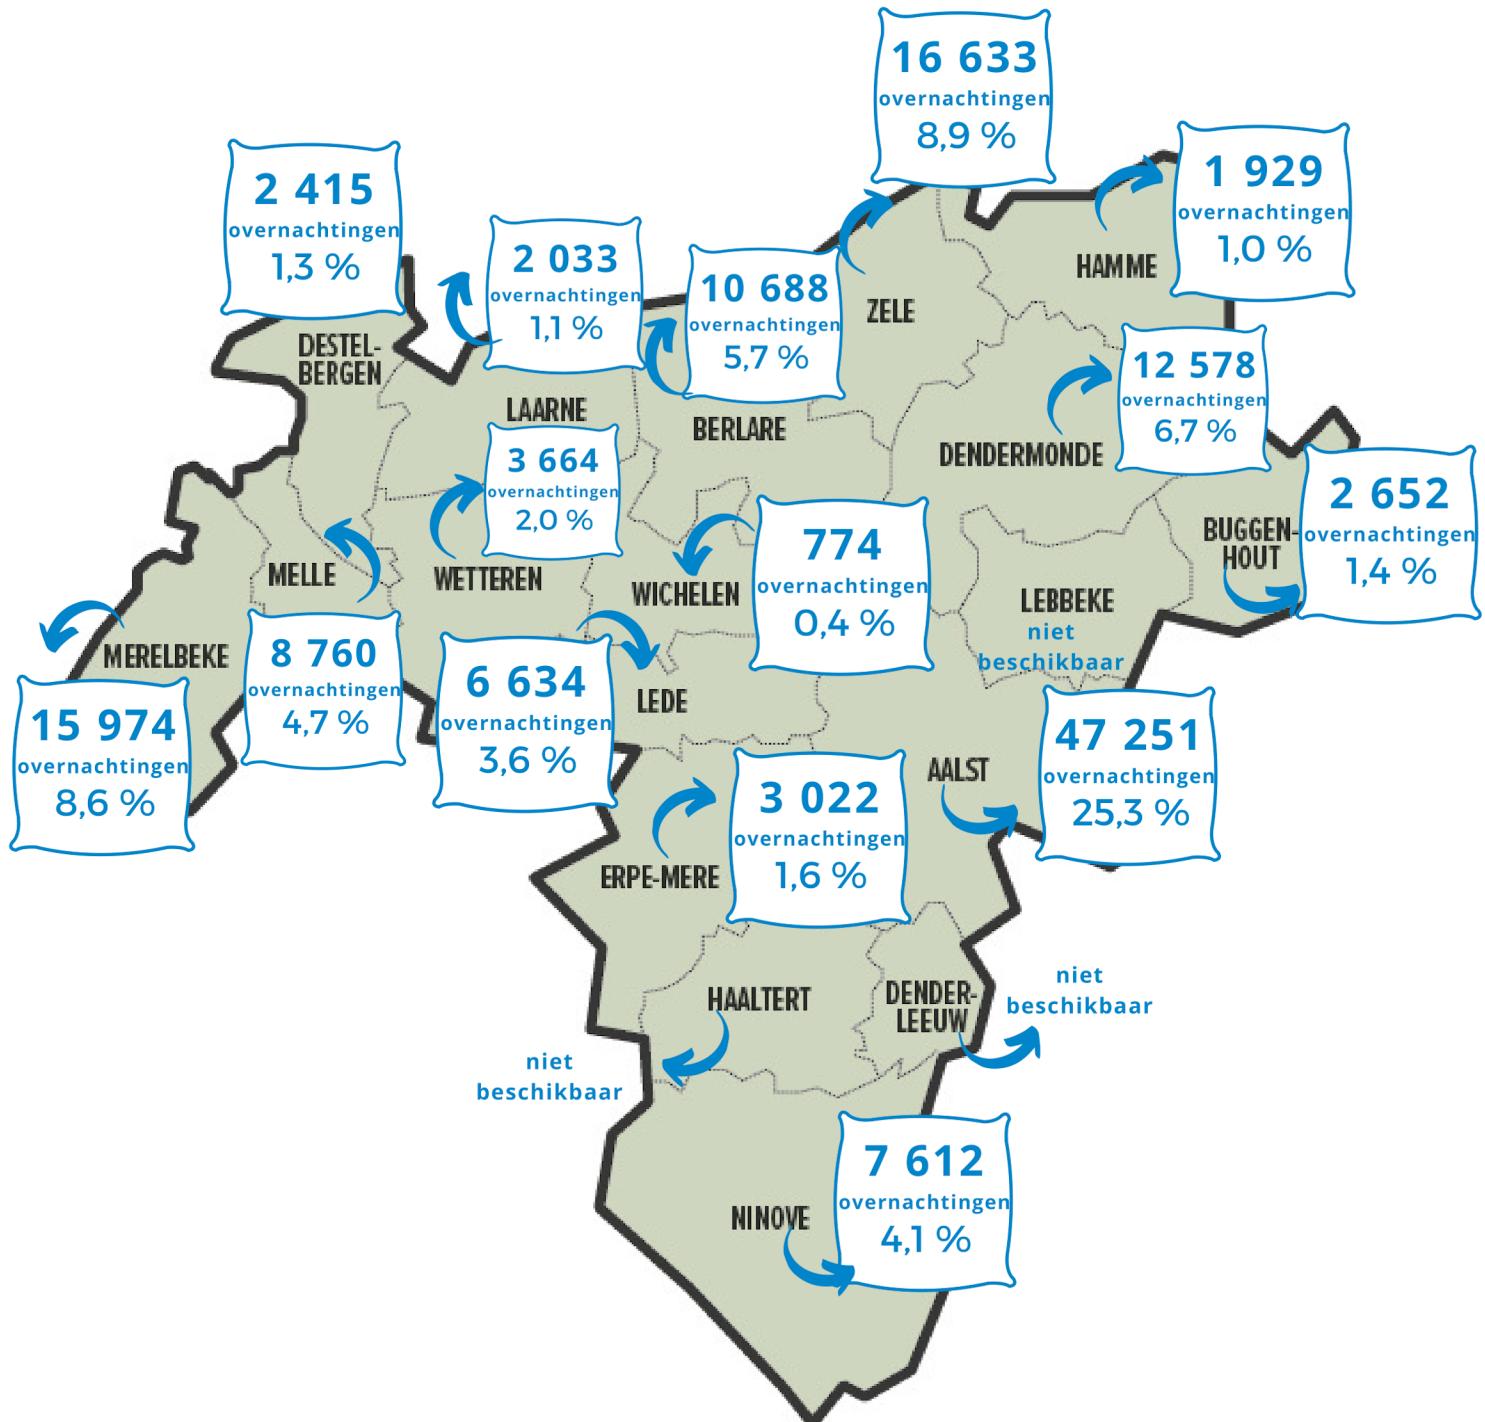 16 633
overnachtingen
8,9 %
1 929
overnachtingen
1,0 %
HAMME
2 415
overnachtingen
1,3 %
DESTEL-
BERGEN
2 033
overnachtingen
1,1 %
LAARNE
10 688
overnachtingen
5,7 %
BERLARE
ZELE
12 578
overnachtingen
6,7 %
DENDERMONDE
3 664
overnachtingen
2,0 %
WETTEREN
2 652
overnachtingen
1,4 %
BUGGEN-
HOUT
774
overnachtingen
0,4 %
WICHELEN
LEBBEKE
niet
beschikbaar
MELLE
8 760
overnachtingen
4,7 %
MERELBEKE
15 974
overnachtingen
8,6 %
6 634
overnachtingen
3,6 %
LEDE
47 251
overnachtingen
25,3 %
AALST
3 022
overnachtingen
1,6 %
ERPE-MERE
HAALTERT
niet
beschikbaar
DENDER-
LEEUW
niet
beschikbaar
7 612
overnachtingen
4,1 %
NINOVE